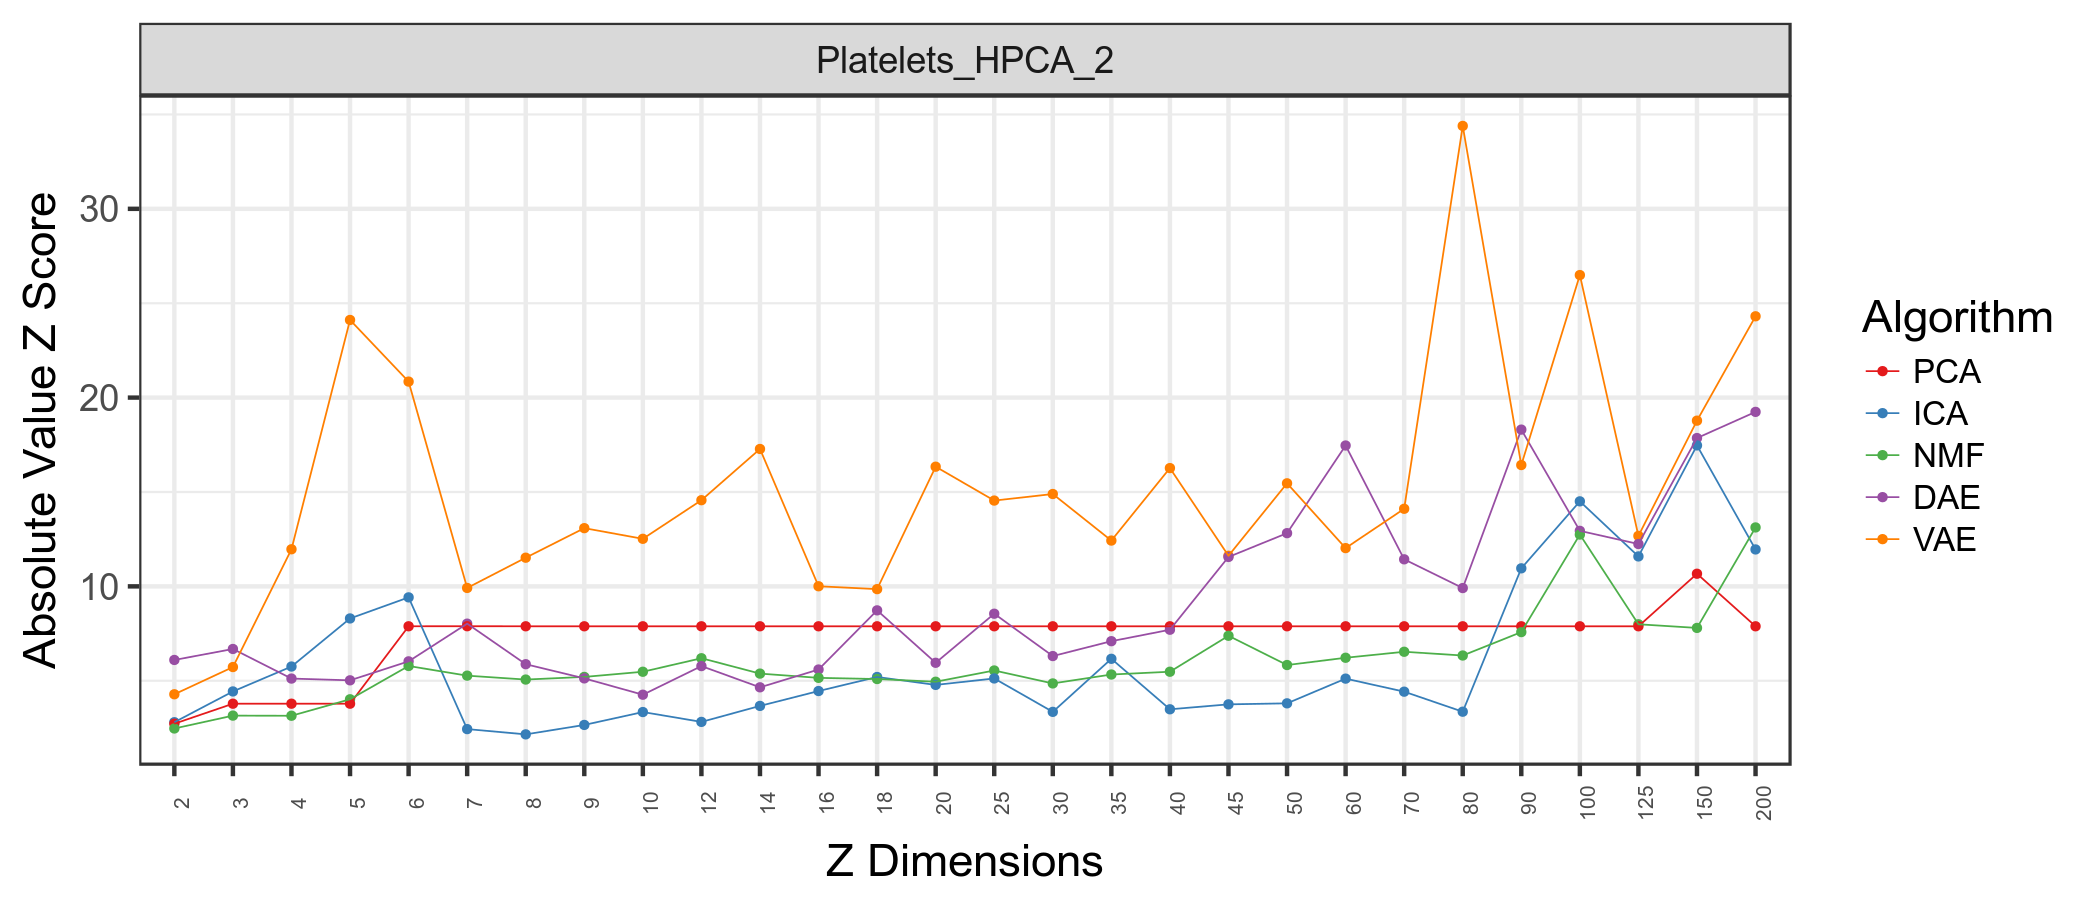 Platelets_HPCA_2
Absolute Value Z Score
30
20
10
2 3 4 5 6 7 8 9 10 12 14 16 18 20 25 30 35 40 45 50 60 70 80 90 100 125 150 200
Z Dimensions
Algorithm
PCA
ICA
NMF
DAE
VAE